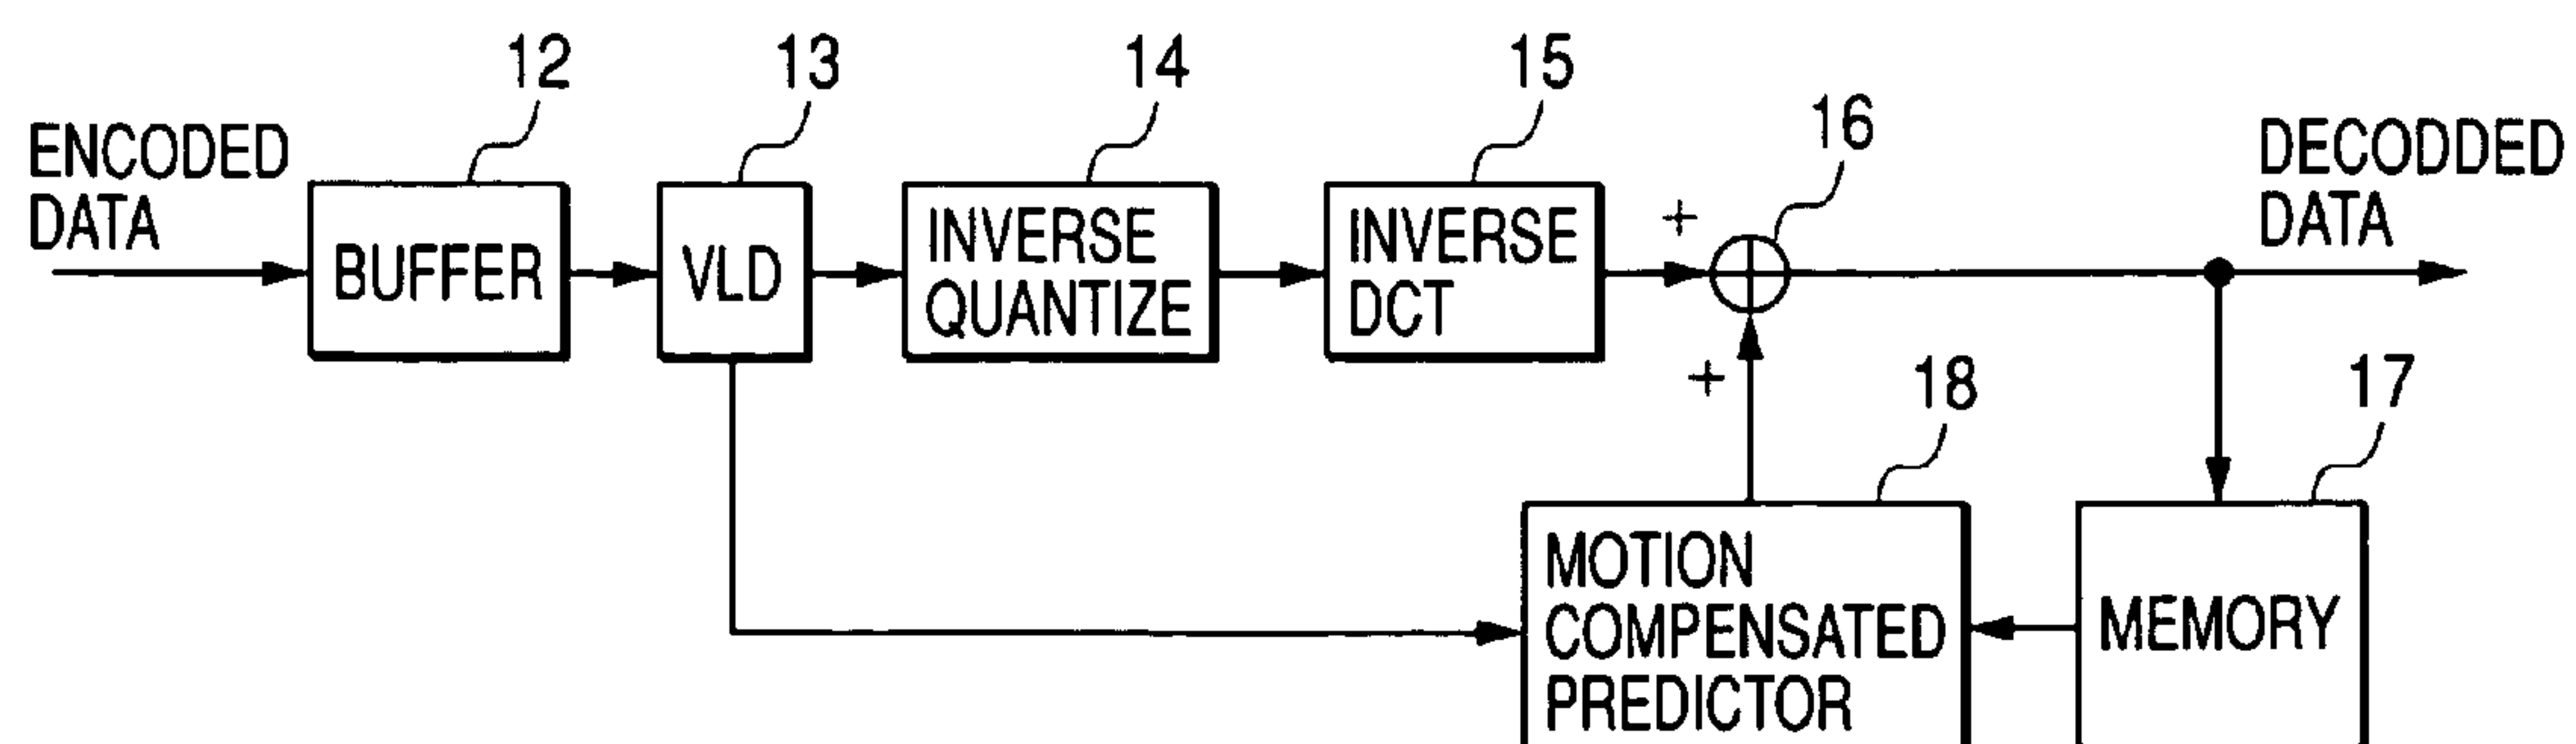 12
13
14
15
16
ENCODED
DATA
DECODDED
DATA
BUFFER
VLD
INVERSE
QUANTIZE
INVERSE
DCT
+
+
18
17
MOTION
COMPENSATED
PREDICTOR
MEMORY